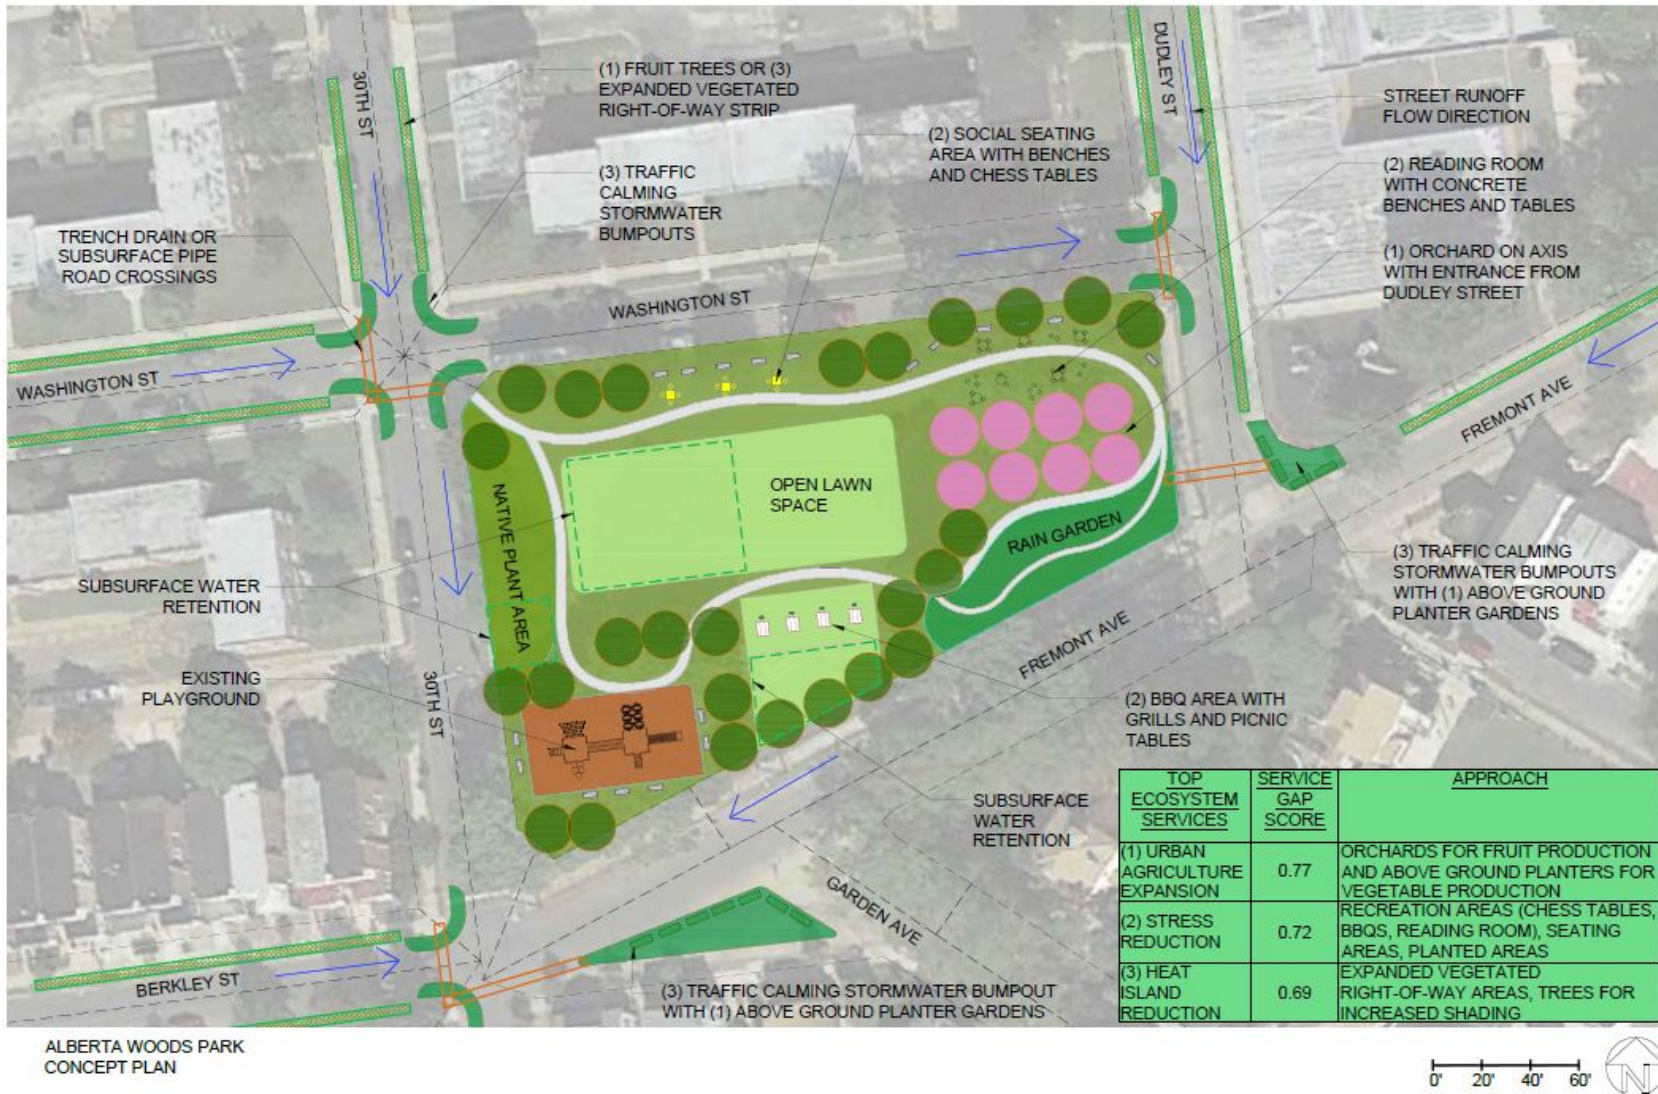 30TH ST
(1) FRUIT TREES OR (3)
EXPANDED VEGETATED
RIGHT-OF-WAY STRIP
DUDLEY ST
STREET RUNOFF
FLOW DIRECTION
(2) SOCIAL SEATING
AREA WITH BENCHES
AND CHESS TABLES
(2) READING ROOM
WITH CONCRETE
BENCHES AND TABLES
(3) TRAFFIC
CALMING
STORMWATER
BUMPOUTS
TRENCH DRAIN OR
SUBSURFACE PIPE
ROAD CROSSINGS
(1) ORCHARD ON AXIS
WITH ENTRANCE FROM
DUDLEY STREET
WASHINGTON ST
WASHINGTON ST
FREMONT AVE
NATIVE PLANT AREA
OPEN LAWN
SPACE
RAIN GARDEN
(3) TRAFFIC CALMING
STORMWATER BUMPOUTS
WITH (1) ABOVE GROUND
PLANTER GARDENS
SUBSURFACE WATER
RETENTION
FREMONT AVE
EXISTING
PLAYGROUND
30TH ST
(2) BBQ AREA WITH
GRILLS AND PICNIC
TABLES
SUBSURFACE
WATER
RETENTION
GARDEN AVE
BERKLEY ST
(3) TRAFFIC CALMING STORMWATER BUMPOUT
WITH (1) ABOVE GROUND PLANTER GARDENS
TOP
ECOSYSTEM
SERVICES
SERVICE
GAP
SCORE
APPROACH
(1) URBAN
AGRICULTURE
EXPANSION
0.77
ORCHARDS FOR FRUIT PRODUCTION
AND ABOVE GROUND PLANTERS FOR
VEGETABLE PRODUCTION
(2) STRESS
REDUCTION
0.72
RECREATION AREAS (CHESS TABLES,
BBQS, READING ROOM), SEATING
AREAS, PLANTED AREAS
(3) HEAT
ISLAND
REDUCTION
0.69
EXPANDED VEGETATED
RIGHT-OF-WAY AREAS, TREES FOR
INCREASED SHADING
ALBERTA WOODS PARK
CONCEPT PLAN
0' 20' 40' 60'
N